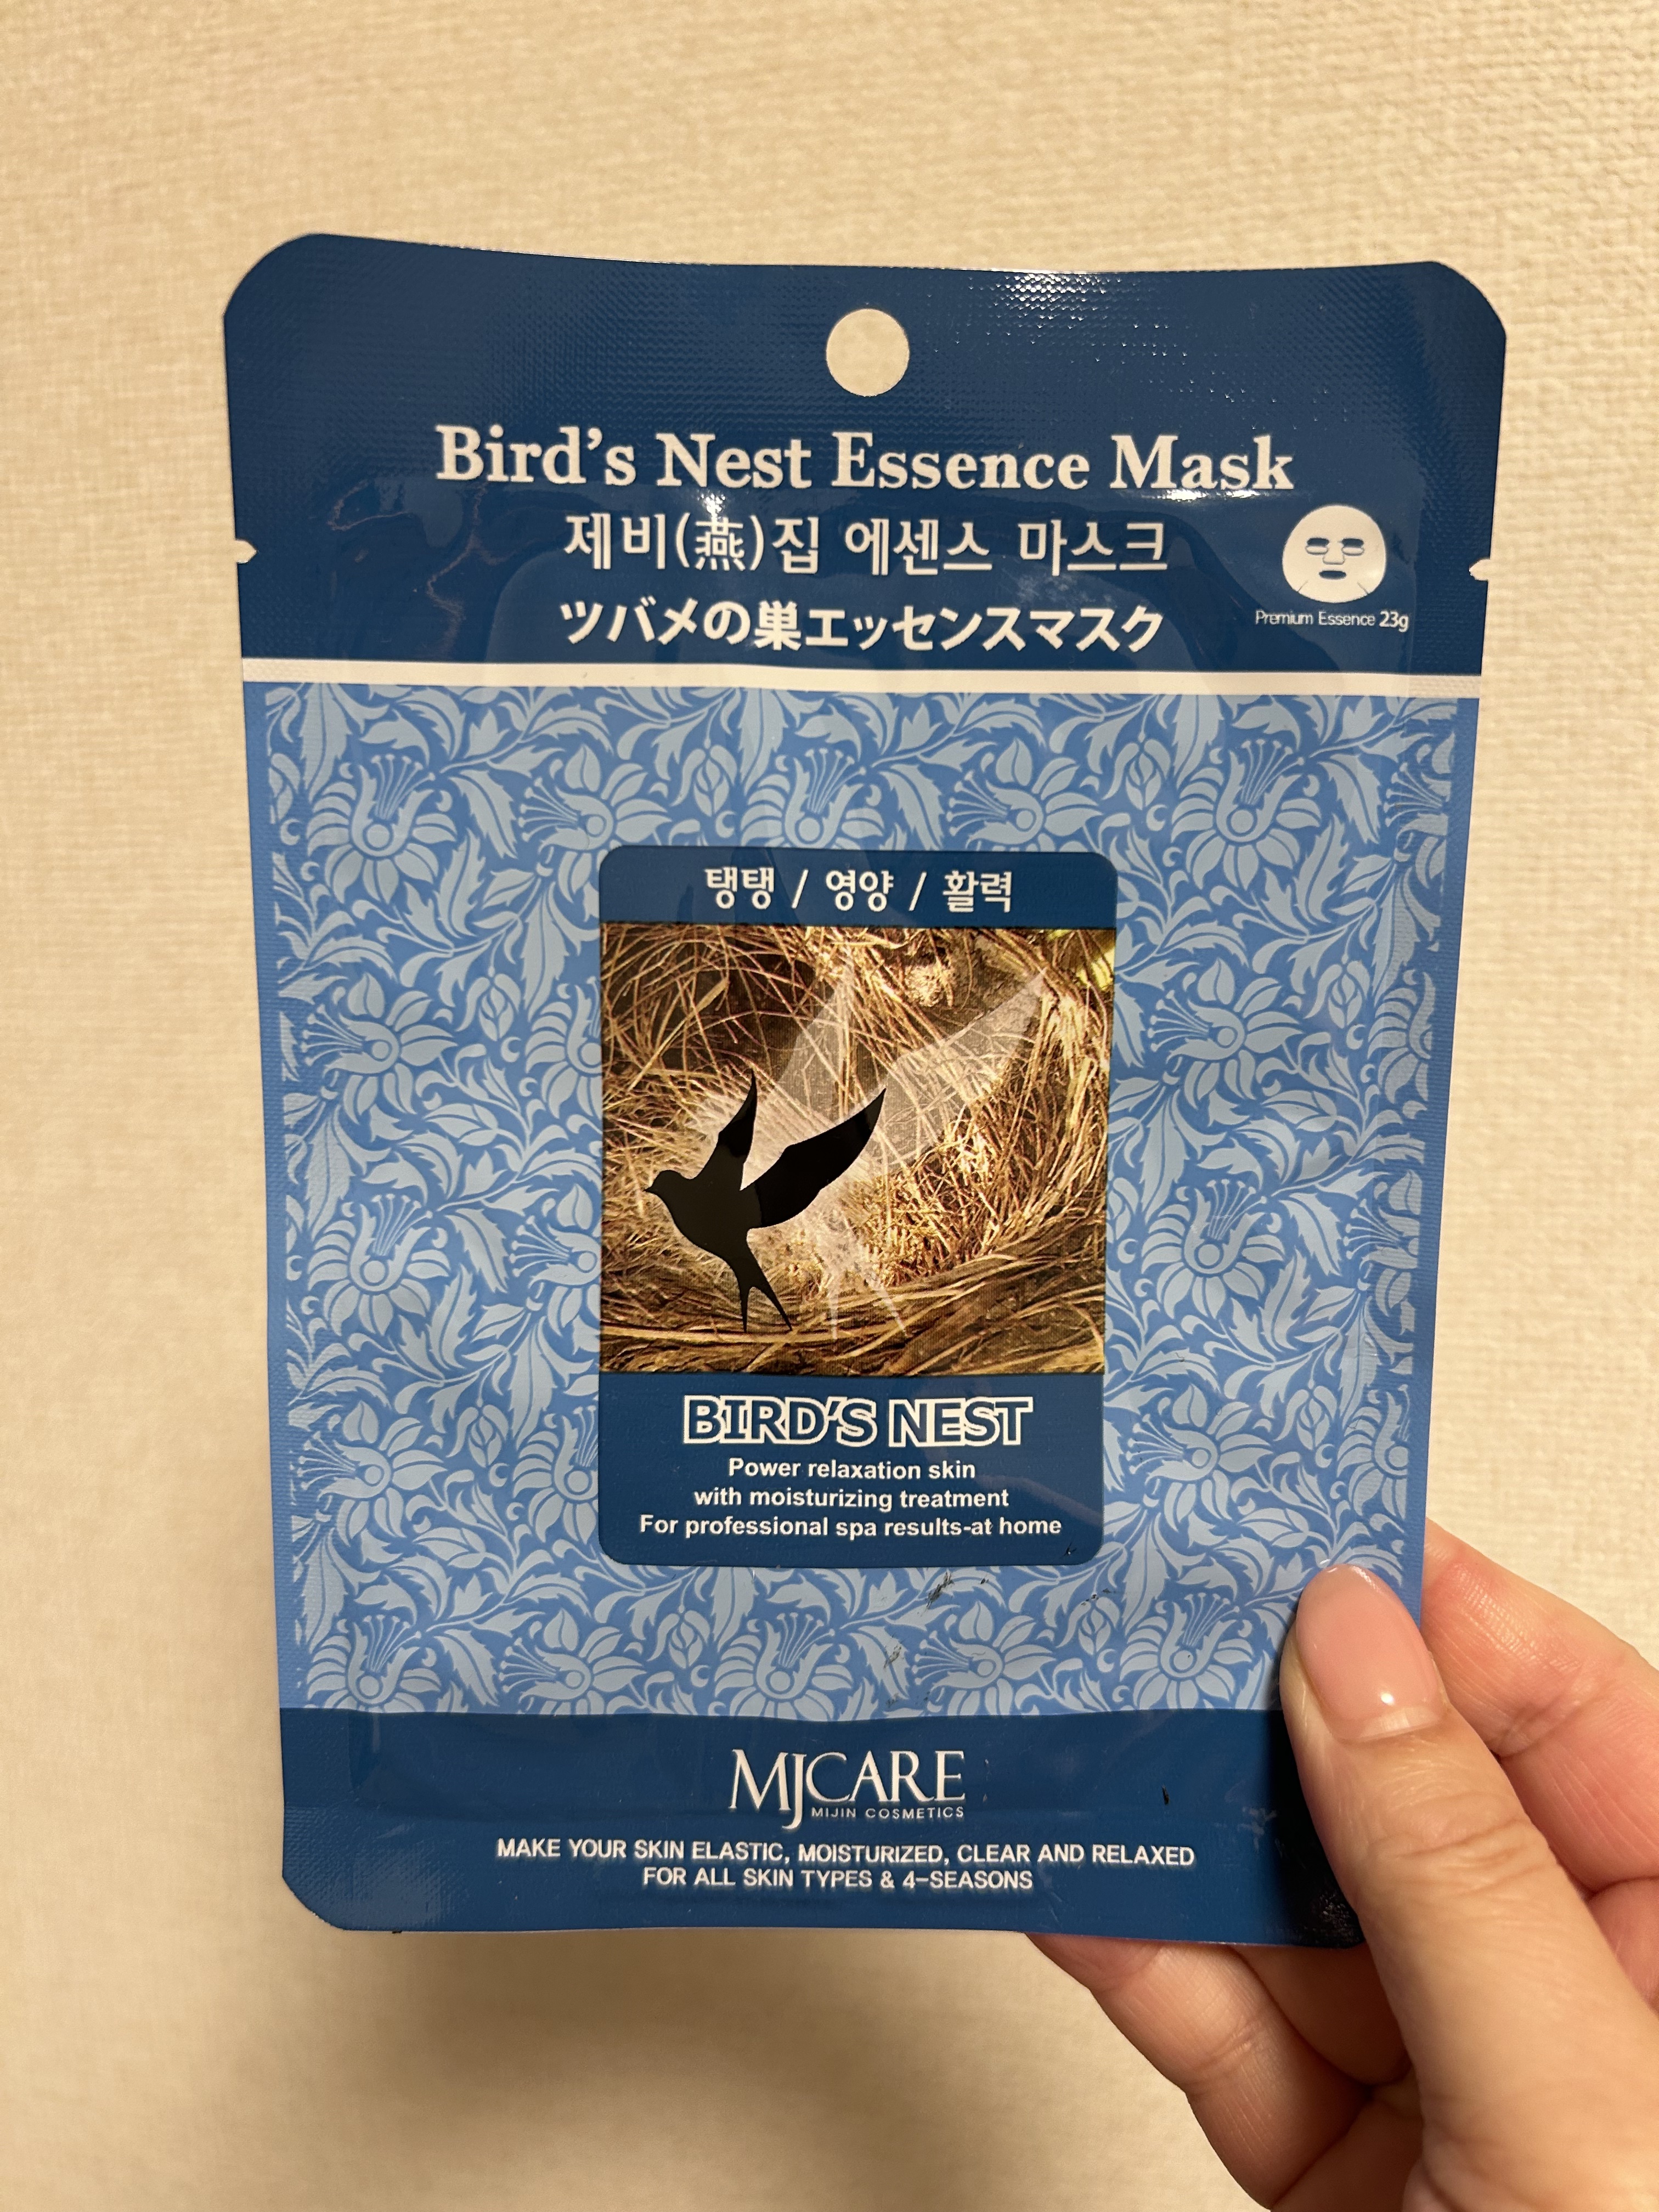 Bird's Nest Essence Mask
제비(燕)집 에센스 마스크
ツバメの巣エッセンスマスク
Premium Essence 23g
탱탱 / 영양 / 활력
BIRD'S NEST
Power relaxation skin
with moisturizing treatment
For professional spa results-at home
MJCARE
MIJIN COSMETICS
MAKE YOUR SKIN ELASTIC, MOISTURIZED, CLEAR AND RELAXED
FOR ALL SKIN TYPES & 4-SEASONS